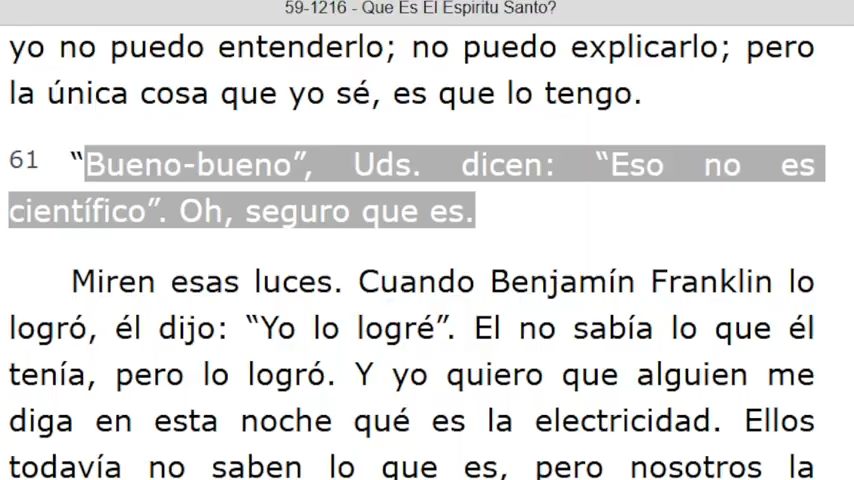 59-1216 - Que Es El Espiritu Santo?
yo no puedo entenderlo; no puedo explicarlo; pero
la única cosa que yo sé, es que lo tengo.
61 “Bueno-bueno”, Uds. dicen: “Eso no es
científico”. Oh, seguro que es.
Miren esas luces. Cuando Benjamín Franklin lo
logró, él dijo: “Yo lo logré”. El no sabía lo que él
tenía, pero lo logró. Y yo quiero que alguien me
diga en esta noche qué es la electricidad. Ellos
todavía no saben lo que es, pero nosotros la